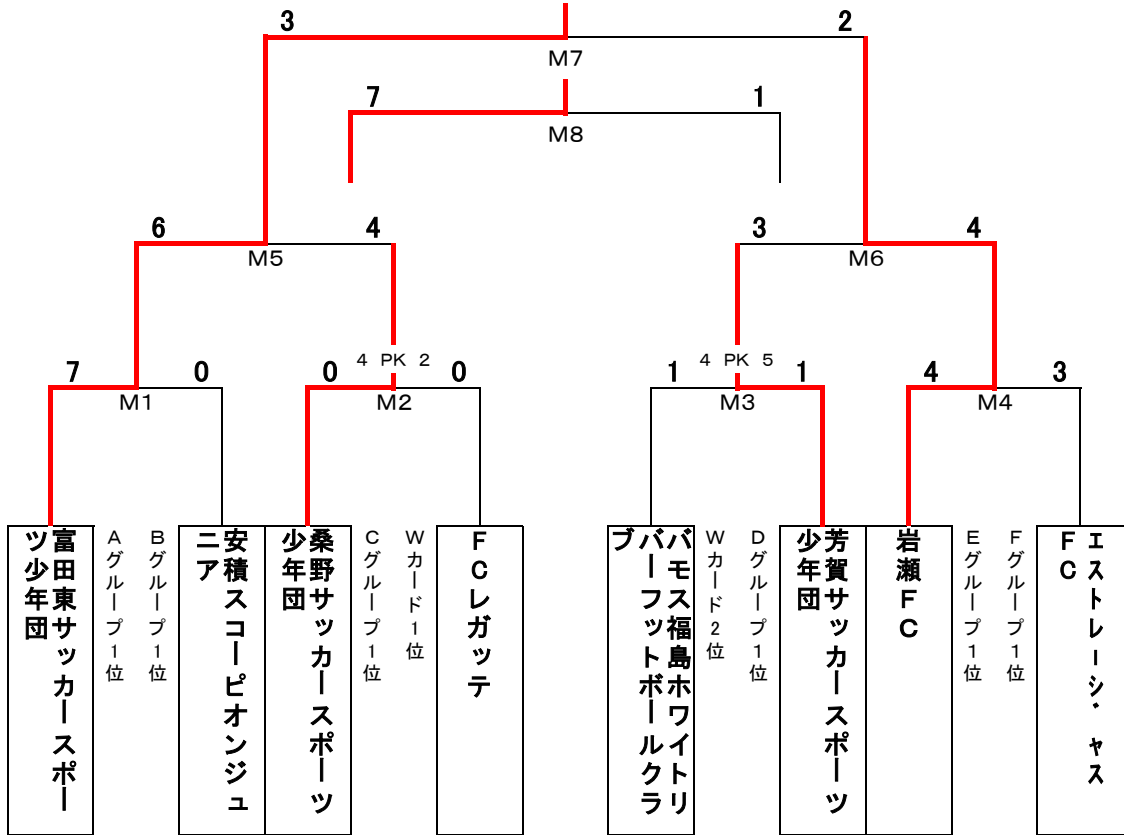 3 2
M7
7 1
M8
6 4
M5
3 4
M6
7 0
M1
0 4 PK 2 0
M2
1 4 PK 5 1
M3
4 3
M4
富田東サッカースポー
ツ少年団
Aグループ1位
Bグループ1位
安積スコーピオンジュ
ニア
桑野サッカースポーツ
少年団
Cグループ1位
Wカード1位
FCレガッテ
バモス福島ホワイトリ
バーフットボールクラ
ブ
Wカード2位
Dグループ1位
芳賀サッカースポーツ
少年団
岩瀬FC
Eグループ1位
Fグループ1位
エストレージャス
FC